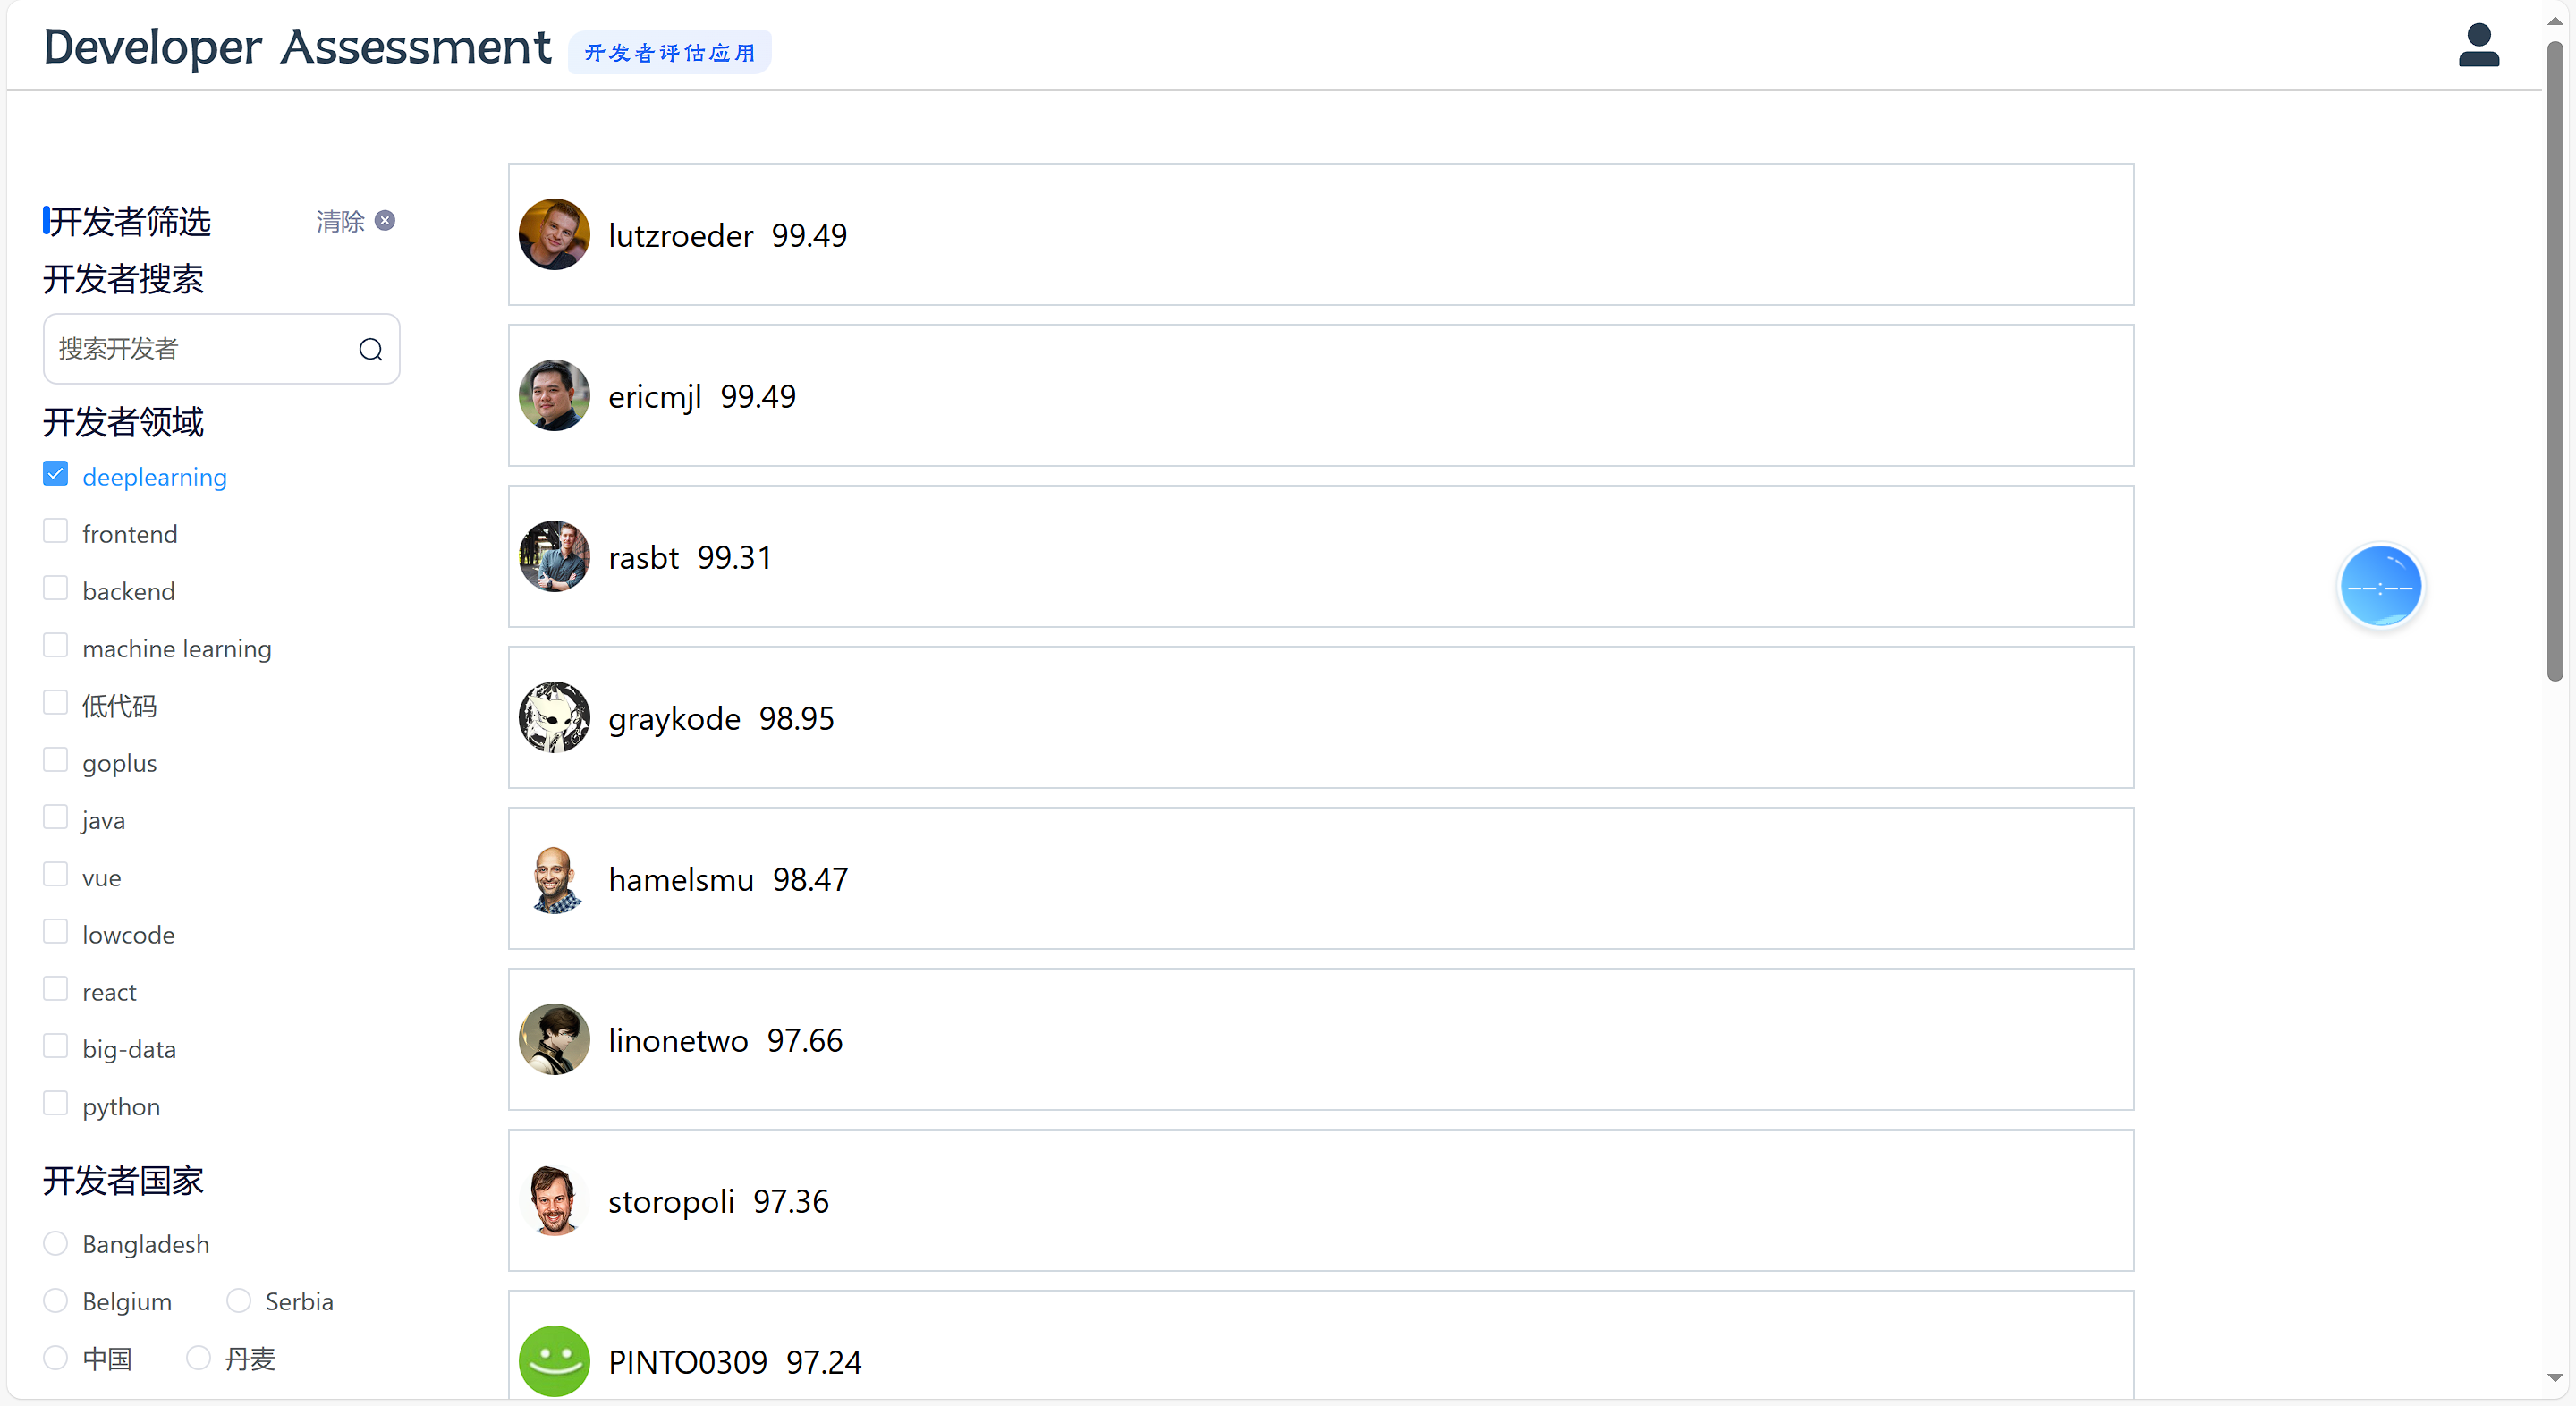 Developer Assessment 开发者评估应用
开发者筛选 清除
开发者搜索
搜索开发者
开发者领域
deeplearning
frontend
backend
machine learning
低代码
goplus
java
vue
lowcode
react
big-data
python
开发者国家
Bangladesh
Belgium Serbia
中国 丹麦
lutzroeder 99.49
ericmjl 99.49
rasbt 99.31
graykode 98.95
hamelsmu 98.47
linonetwo 97.66
storopoli 97.36
PINTO0309 97.24
--:--